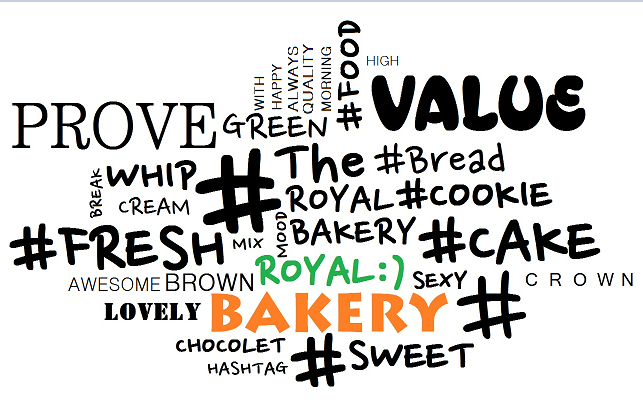 WITH
HAPPY
ALWAYS
QUALITY
MORNING
#FOOD
HIGH
PROVE
GREEN
VALUE
BREAK
WHIP
CREAM
#
The
#Bread
ROYAL
#COOKIE
#FRESH
MIX
MOOD
BAKERY
#CAKE
AWESOME
BROWN
ROYAL:)
SEXY
CROWN
LOVELY
BAKERY
#
CHOCOLET
HASHTAG
#
SWEET